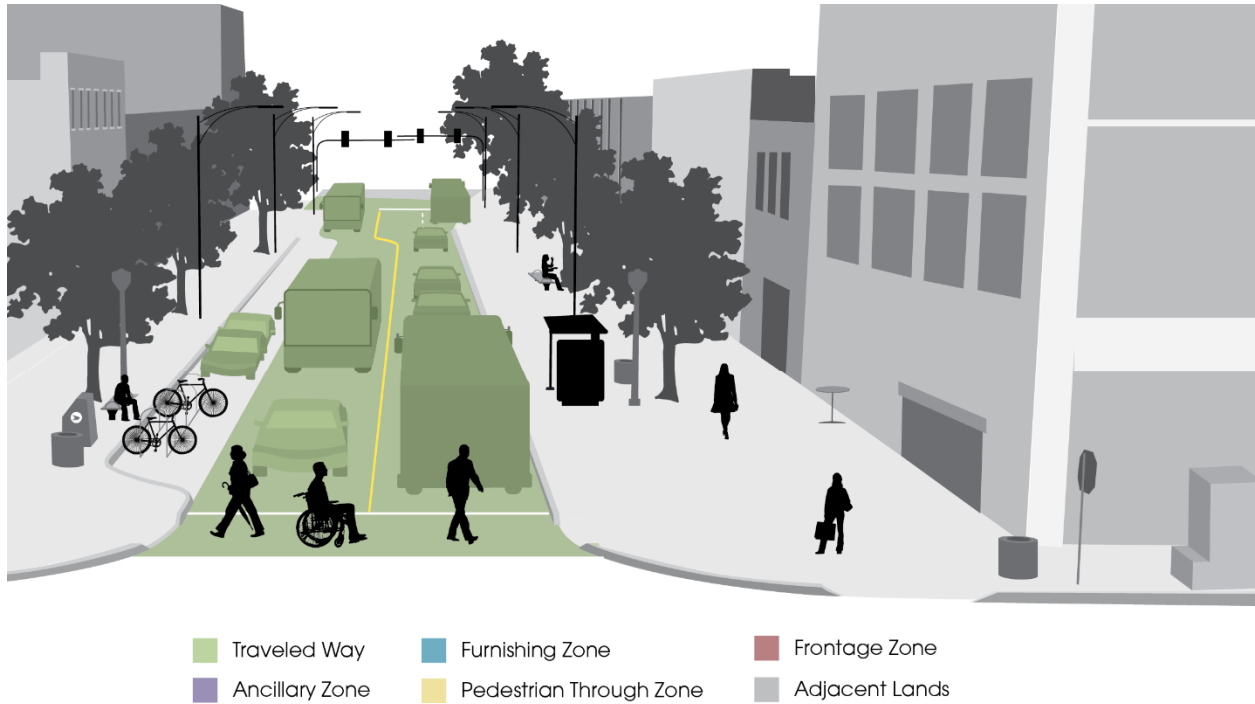 Traveled Way
Furnishing Zone
Frontage Zone
Ancillary Zone
Pedestrian Through Zone
Adjacent Lands